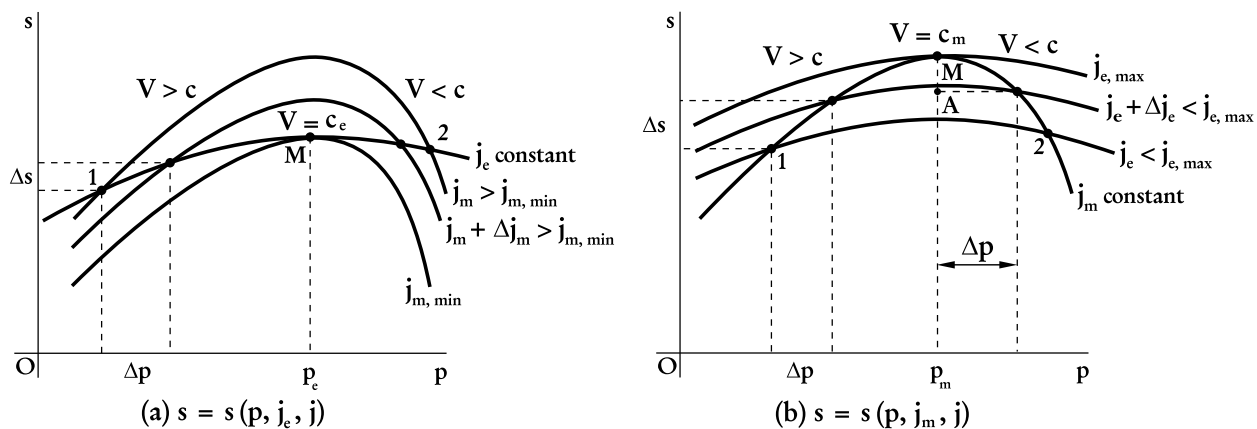 s
V > c
V < c
V = c_e
M
1
2
j_e constant
Δs
j_m > j_m, min
j_m + Δj_m > j_m, min
j_m, min
O
Δp
p_e
p
(a) s = s (p, j_e, j)
s
V = c_m
V > c
V < c
M
j_e, max
A
j_e + Δj_e < j_e, max
Δs
1
2
j_e < j_e, max
j_m constant
Δp
O
Δp
p_m
p
(b) s = s (p, j_m, j)